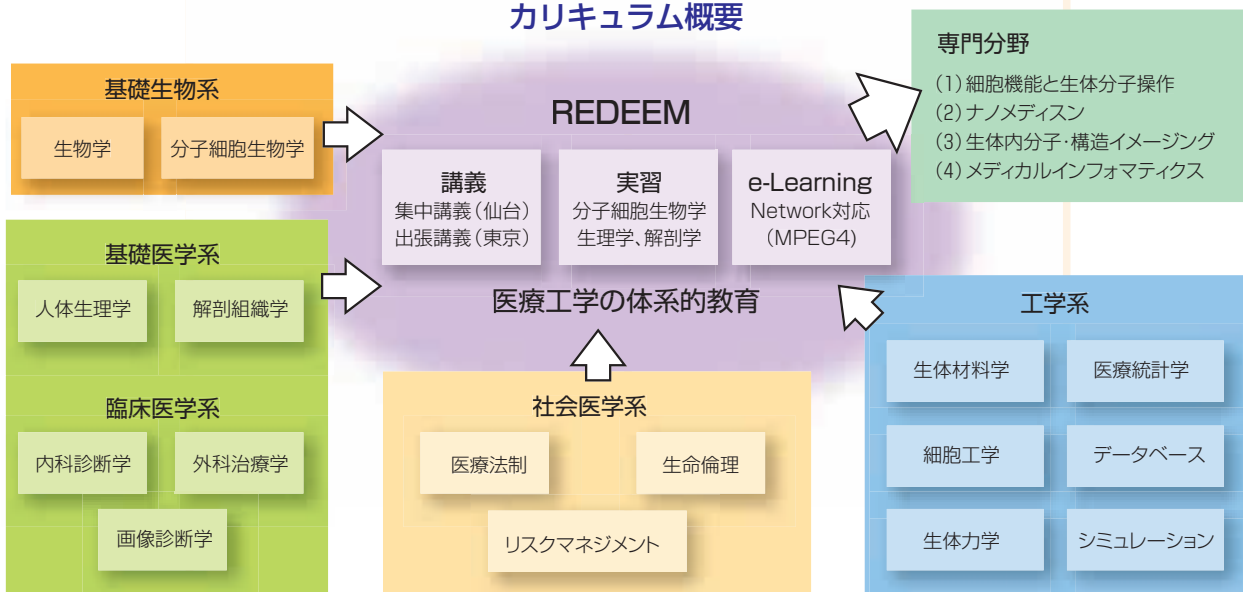 カリキュラム概要
基礎生物系
生物学
分子細胞生物学
基礎医学系
人体生理学
解剖組織学
臨床医学系
内科診断学
外科治療学
画像診断学
REDEEM
講義
集中講義(仙台)
出張講義(東京)
実習
分子細胞生物学
生理学、解剖学
e-Learning
Network対応
(MPEG4)
医療工学の体系的教育
社会医学系
医療法制
生命倫理
リスクマネジメント
専門分野
(1)細胞機能と生体分子操作
(2)ナノメディスン
(3)生体内分子・構造イメージング
(4)メディカルインフォマティクス
工学系
生体材料学
医療統計学
細胞工学
データベース
生体力学
シミュレーション